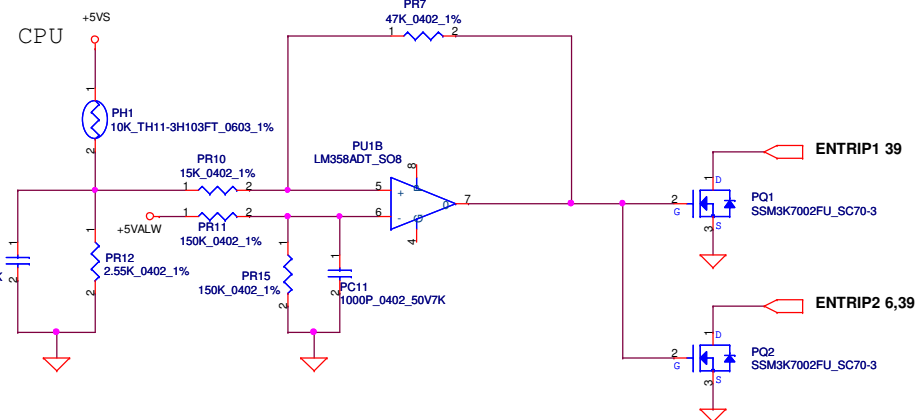 PR7
47K_0402_1%
1
2
+5VS
CPU
1
PH1
10K_TH11-3H103FT_0603_1%
2
PU1B
LM358ADT_SO8
8
PR10
15K_0402_1%
1
2
5
+
P
0
7
6
-
G
4
+5VALW
1
2
PR11
150K_0402_1%
1
2
K
1
PR12
2.55K_0402_1%
2
1
PR15
150K_0402_1%
2
1
PC11
1000P_0402_50V7K
2
ENTRIP1 39
1
D
2
G
PQ1
SSM3K7002FU_SC70-3
3
S
ENTRIP2 6,39
1
D
2
G
PQ2
SSM3K7002FU_SC70-3
3
S